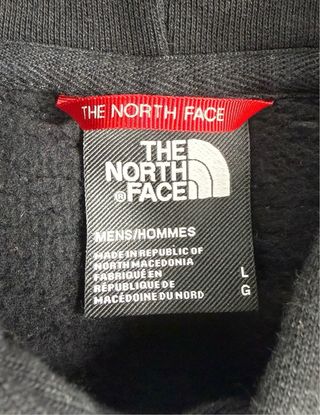 THE NORTH FACE
THE
NORTH
FACE®
MENS/HOMMES
MADE IN REPUBLIC OF
NORTH MACEDONIA
FABRIQUÉ EN
RÉPUBLIQUE DE
MACÉDOINE DU NORD
L
G